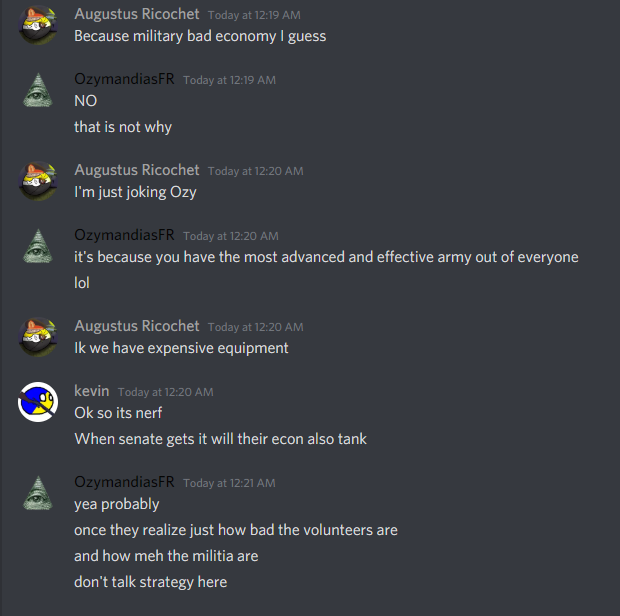 Augustus Ricochet Today at 12:19 AM
Because military bad economy I guess
OzymandiasFR Today at 12:19 AM
NO
that is not why
Augustus Ricochet Today at 12:20 AM
I'm just joking Ozy
OzymandiasFR Today at 12:20 AM
it's because you have the most advanced and effective army out of everyone
lol
Augustus Ricochet Today at 12:20 AM
Ik we have expensive equipment
kevin Today at 12:20 AM
Ok so its nerf
When senate gets it will their econ also tank
OzymandiasFR Today at 12:21 AM
yea probably
once they realize just how bad the volunteers are
and how meh the militia are
don't talk strategy here